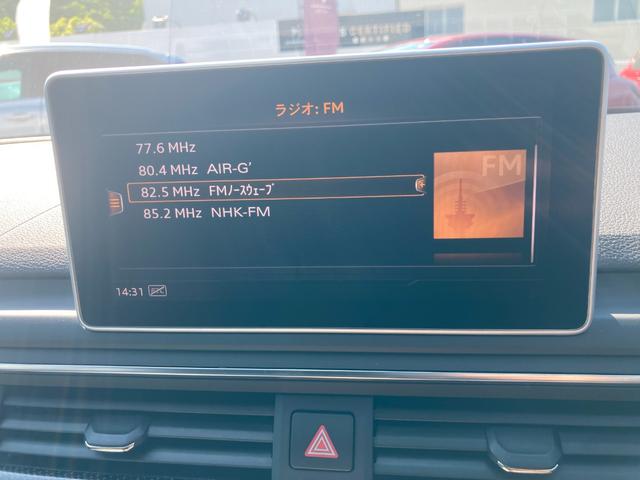 CERTIFIED
ラジオ: FM
77.6 MHz
80.4 MHz AIR-G'
82.5 MHz FMﾉｰｽｳｪｰﾌﾞ
85.2 MHz NHK-FM
FM
14:31